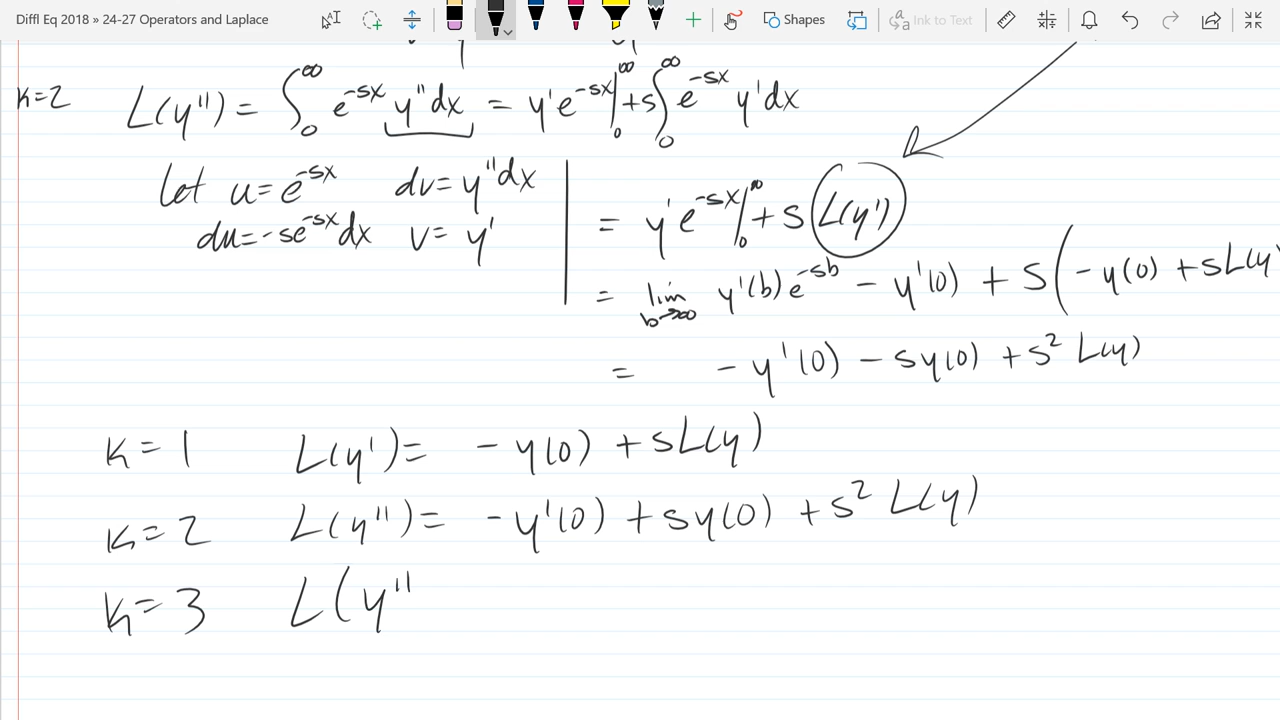 Diffl Eq 2018 » 24-27 Operators and Laplace Shapes Ink to Text
K=2 L(y'') = ∫₀^∞ e^{-sx} y'' dx = y'e^{-sx}|₀^∞ + s∫₀^∞ e^{-sx} y'dx
Let u = e^{-sx} dv = y''dx
= y'e^{-sx}|₀^∞ + s L(y')
du = -se^{-sx}dx v = y'
= lim_{b→∞} y'(b)e^{-sb} - y'(0) + s(-y(0) + sL(y
= - y'(0) - sy(0) + s² L(y)
K=1 L(y') = - y(0) + sL(y)
K=2 L(y'') = - y'(0) + sy(0) + s² L(y)
K=3 L(y''